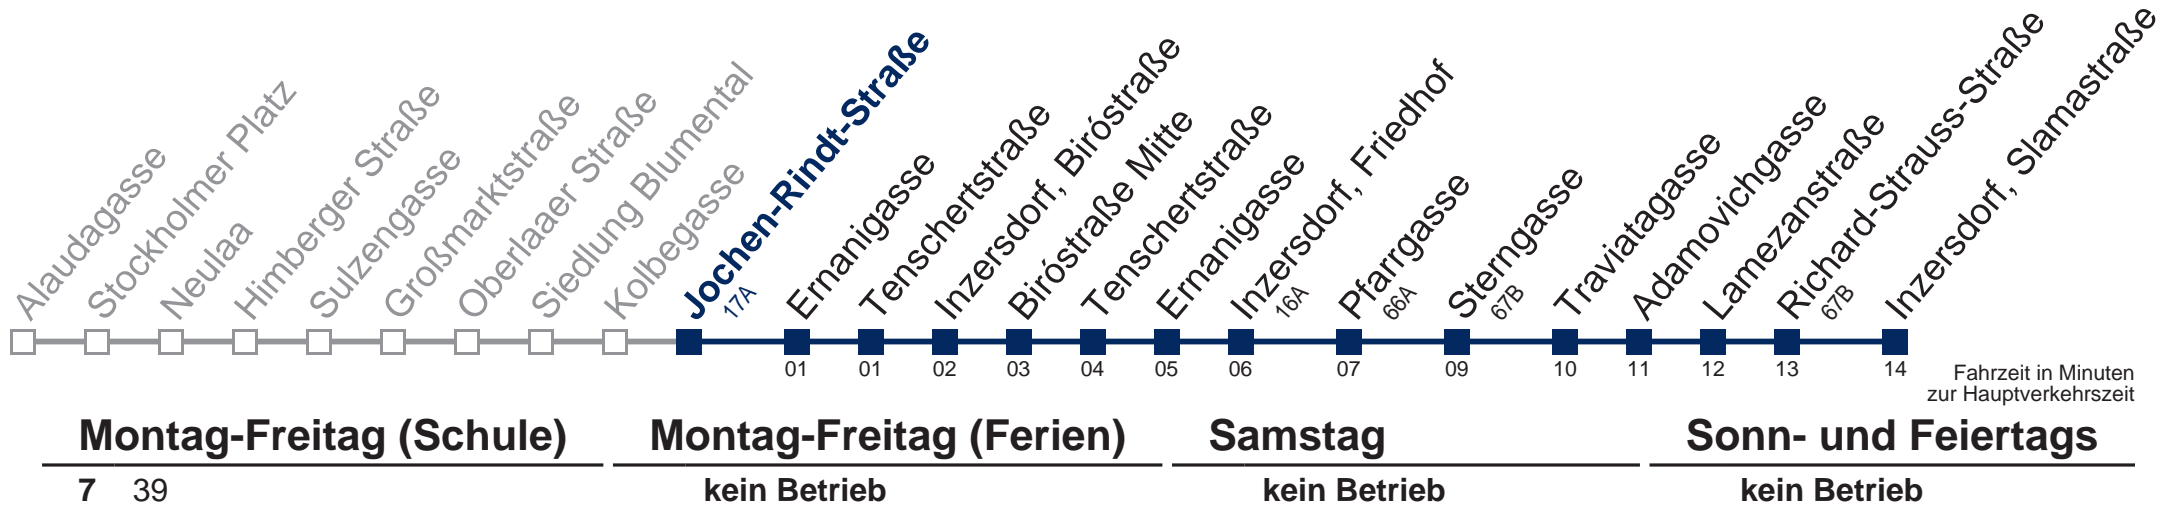 Alaudagasse
Stockholmer Platz
Neulaa
Himberger Straße
Sulzengasse
Großmarktstraße
Oberlaaer Straße
Siedlung Blumental
Kolbegasse
Jochen-Rindt-Straße
17A
Ernanigasse
Tenschertstraße
Inzersdorf, Biróstraße
Biróstraße Mitte
Tenschertstraße
Ernanigasse
Inzersdorf, Friedhof
16A
Pfarrgasse
66A
Sterngasse
67B
Traviatagasse
Adamovichgasse
Lamezanstraße
Richard-Strauss-Straße
67B
Inzersdorf, Slamastraße
01 01 02 03 04 05 06 07 09 10 11 12 13 14
Fahrzeit in Minuten
zur Hauptverkehrszeit
Montag-Freitag (Schule) Montag-Freitag (Ferien) Samstag Sonn- und Feiertags
7 39 kein Betrieb kein Betrieb kein Betrieb